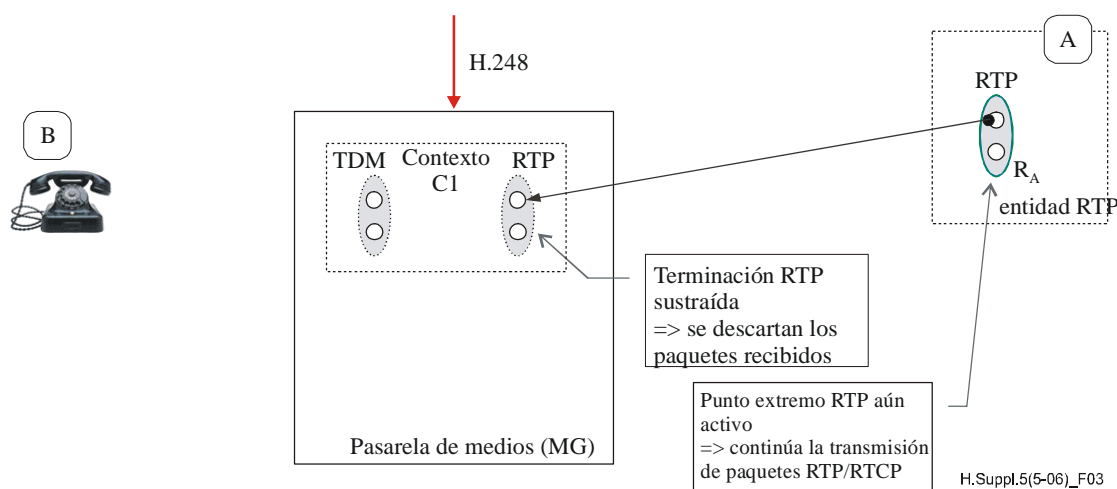 H.248
A
RTP
B
TDM
Contexto
C1
RTP
R_A
entidad RTP
Terminación RTP
sustraída
=> se descartan los
paquetes recibidos
Punto extremo RTP aún
activo
=> continúa la transmisión
de paquetes RTP/RTCP
Pasarela de medios (MG)
H.Suppl.5(5-06)_F03